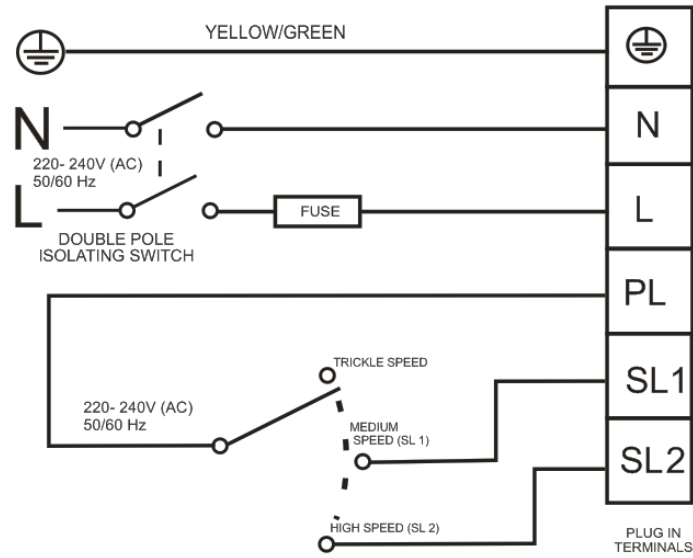 YELLOW/GREEN
N
220- 240V (AC)
50/60 Hz
L
DOUBLE POLE
ISOLATING SWITCH
FUSE
N
L
PL
TRICKLE SPEED
220- 240V (AC)
50/60 Hz
MEDIUM
SPEED (SL 1)
HIGH SPEED (SL 2)
SL1
SL2
PLUG IN
TERMINALS